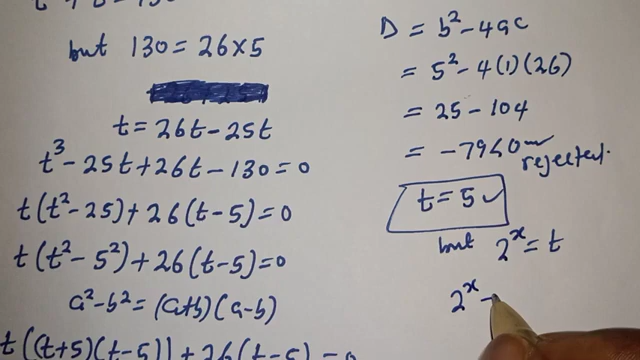 but 130 = 26×5
t = 26t − 25t
t³ − 25t + 26t − 130 = 0
t(t² − 25) + 26(t − 5) = 0
t(t² − 5²) + 26(t − 5) = 0
a² − b² = (a+b)(a−b)
t((t+5)(t−5)) + 26(t−5) = 0
D = b² − 4ac
= 5² − 4(1)(26)
= 25 − 104
= −79 < 0 rejected.
t = 5 ✓
but 2ˣ = t
2ˣ